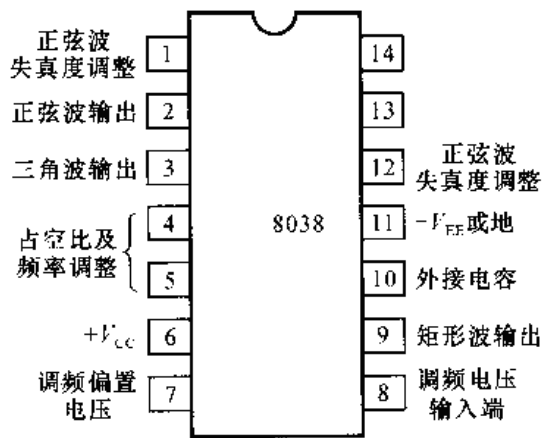 正弦波
失真度调整
1
正弦波输出
2
三角波输出
3
占空比及
频率调整
4
5
+V_CC
6
调频偏置
电压
7
8038
14
13
12
正弦波
失真度调整
11
-V_EE或地
10
外接电容
9
矩形波输出
8
调频电压
输入端